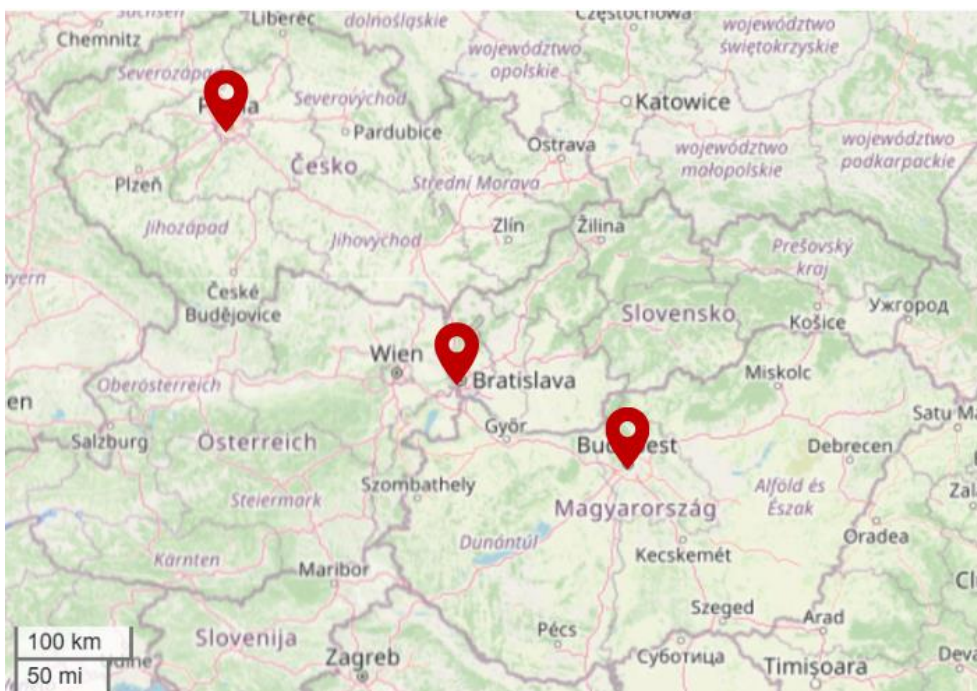 Sachsen
Liberec
dolnośląskie
Częstochowa
Chemnitz
województwo
opolskie
województwo
świętokrzyskie
Severozápad
Severovýchod
Katowice
Pardubice
Česko
Ostrava
województwo
małopolskie
województwo
podkarpackie
Plzeň
Střední Morava
Jihozápad
Jihovýchod
Zlín
Žilina
Prešovský
kraj
České
Budějovice
Slovensko
Košice
Ужгород
Wien
Bratislava
Miskolc
Oberösterreich
Győr
Salzburg
Österreich
Debrecen
Steiermark
Szombathely
Magyarország
Alföld és
Észak
Dunántúl
Kecskemét
Oradea
Kärnten
Maribor
Szeged
Arad
Pécs
Slovenija
Zagreb
Суботица
Timișoara
100 km
50 mi